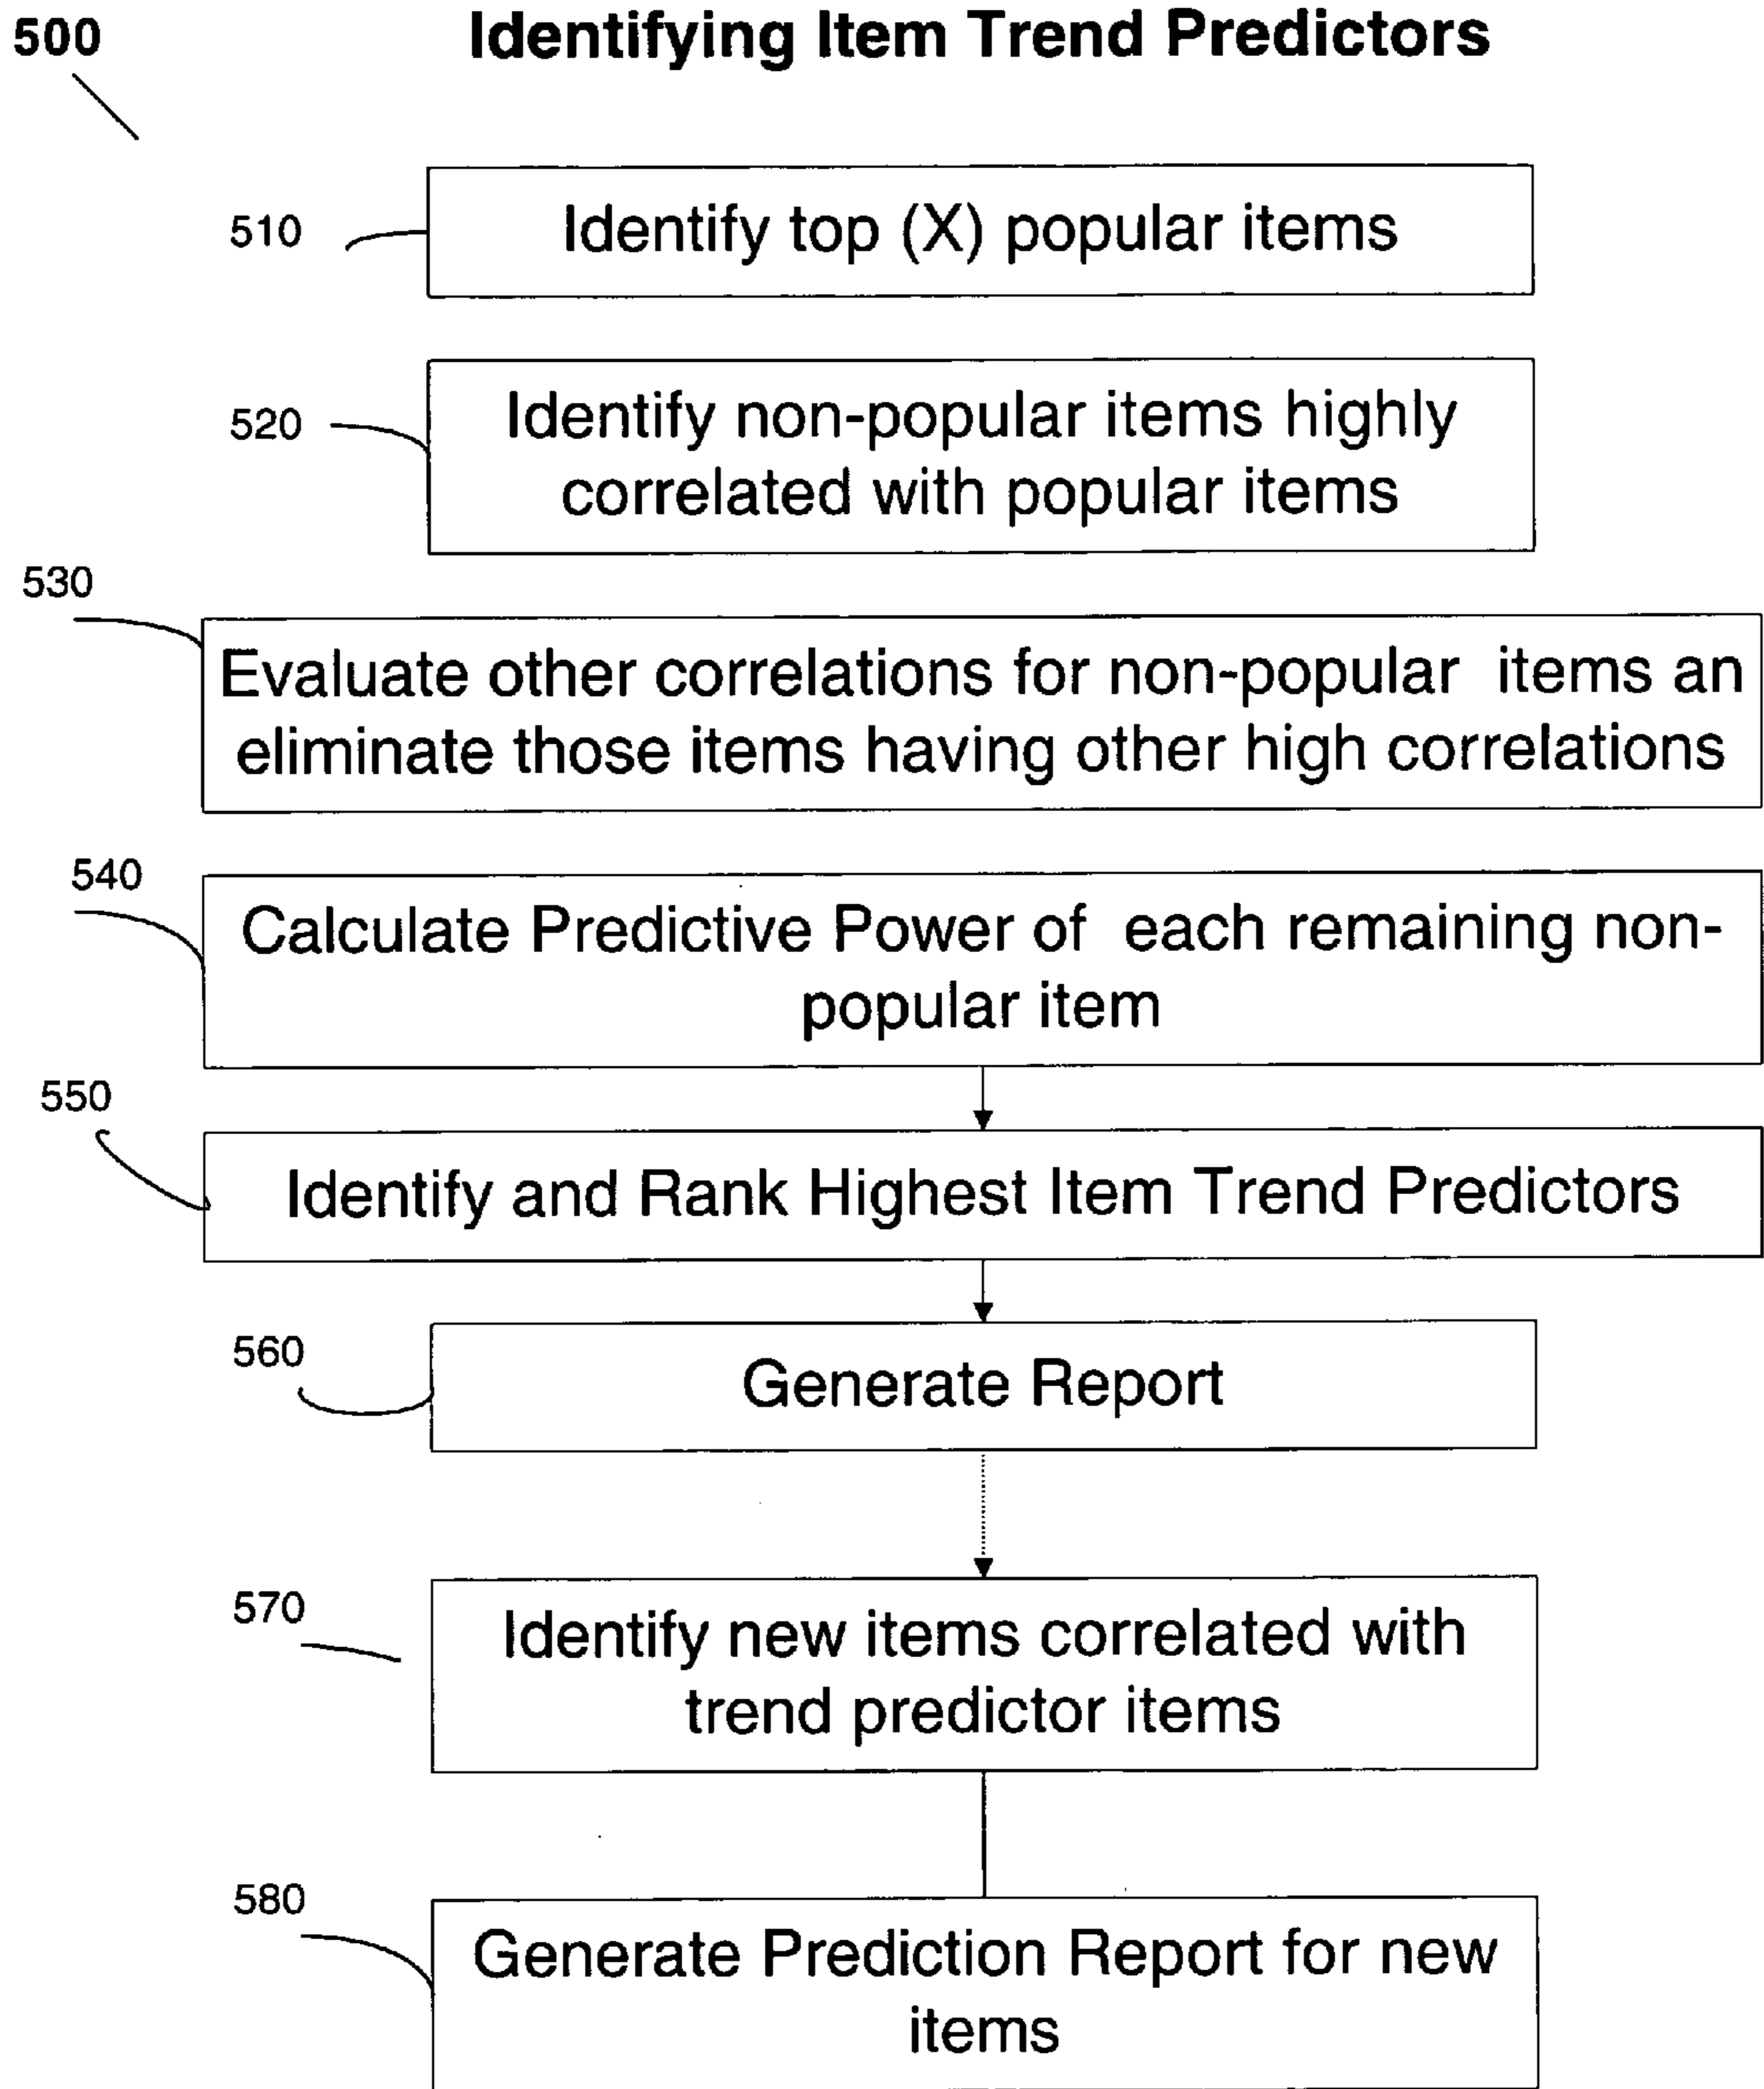 500
Identifying Item Trend Predictors
510
Identify top (X) popular items
520
Identify non-popular items highly
correlated with popular items
530
Evaluate other correlations for non-popular items an
eliminate those items having other high correlations
540
Calculate Predictive Power of each remaining non-
popular item
550
Identify and Rank Highest Item Trend Predictors
560
Generate Report
570
Identify new items correlated with
trend predictor items
580
Generate Prediction Report for new
items